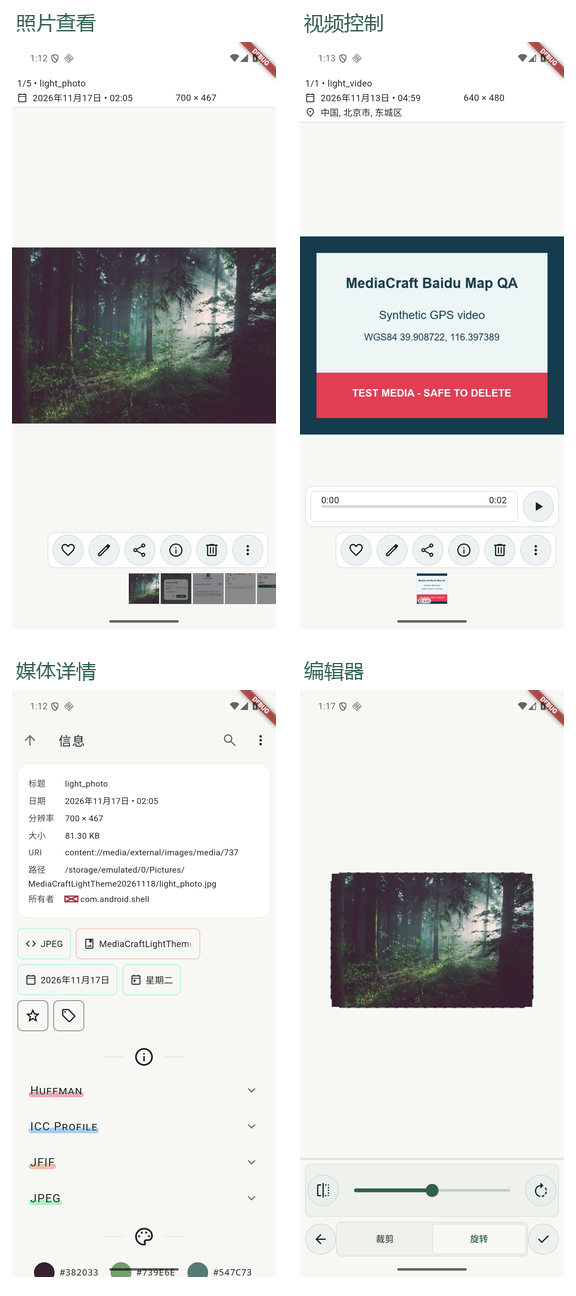 照片查看
1:12
DEBUG
1/5 • light_photo
2026年11月17日 • 02:05 700 × 467
视频控制
1:13
DEBUG
1/1 • light_video
2026年11月13日 • 04:59 640 × 480
中国, 北京市, 东城区
MediaCraft Baidu Map QA
Synthetic GPS video
WGS84 39.908722, 116.397389
TEST MEDIA - SAFE TO DELETE
0:00 0:02
媒体详情
1:12
DEBUG
信息
标题 light_photo
日期 2026年11月17日 • 02:05
分辨率 700 × 467
大小 81.30 KB
URI content://media/external/images/media/737
路径 /storage/emulated/0/Pictures/
MediaCraftLightTheme20261118/light_photo.jpg
所有者 com.android.shell
JPEG MediaCraftLightThem
2026年11月17日 星期二
HUFFMAN
ICC PROFILE
JFIF
JPEG
#382033 #739E6E #547C73
编辑器
1:17
DEBUG
裁剪 旋转